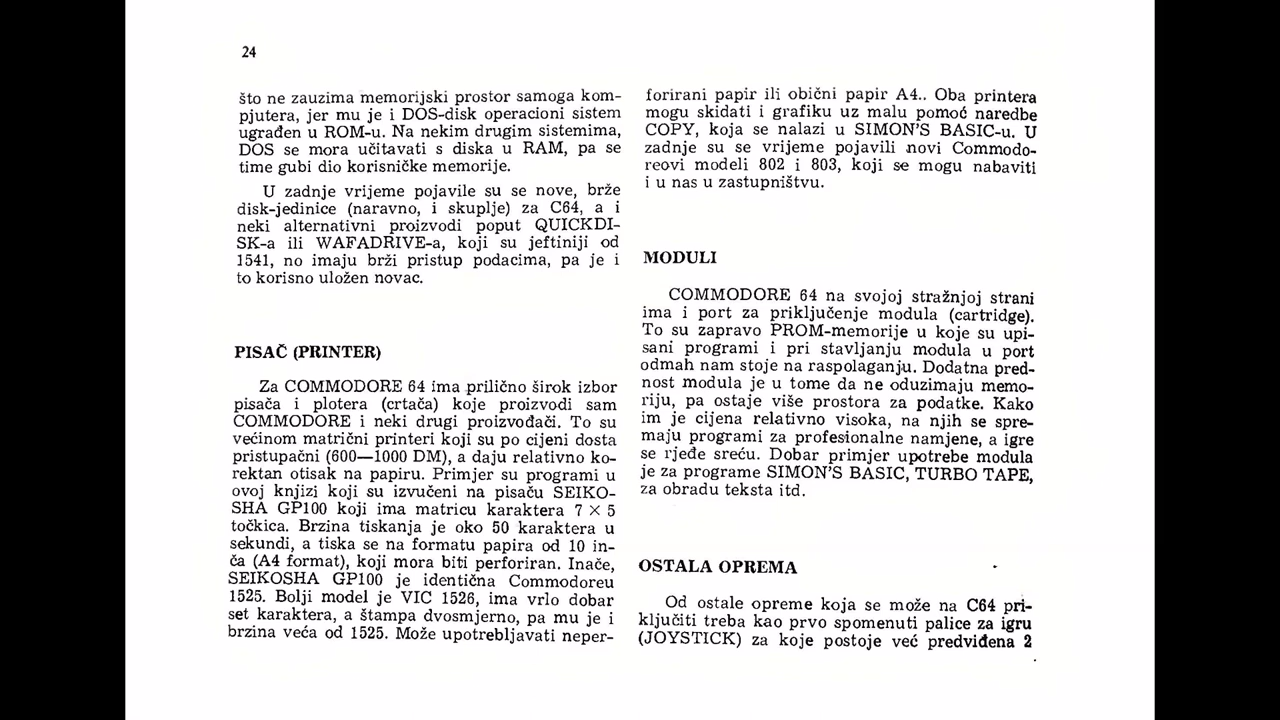 24
što ne zauzima memorijski prostor samoga kom-
pjutera, jer mu je i DOS-disk operacioni sistem
ugrađen u ROM-u. Na nekim drugim sistemima,
DOS se mora učitavati s diska u RAM, pa se
time gubi dio korisničke memorije.
U zadnje vrijeme pojavile su se nove, brže
disk-jedinice (naravno, i skuplje) za C64, a i
neki alternativni proizvodi poput QUICKDI-
SK-a ili WAFADRIVE-a, koji su jeftiniji od
1541, no imaju brži pristup podacima, pa je i
to korisno uložen novac.
PISAČ (PRINTER)
Za COMMODORE 64 ima prilično širok izbor
pisača i plotera (crtača) koje proizvodi sam
COMMODORE i neki drugi proizvođači. To su
većinom matrični printeri koji su po cijeni dosta
pristupačni (600—1000 DM), a daju relativno ko-
rektan otisak na papiru. Primjer su programi u
ovoj knjizi koji su izvučeni na pisaču SEIKO-
SHA GP100 koji ima matricu karaktera 7 × 5
točkica. Brzina tiskanja je oko 50 karaktera u
sekundi, a tiska se na formatu papira od 10 in-
ča (A4 format), koji mora biti perforiran. Inače,
SEIKOSHA GP100 je identična Commodoreu
1525. Bolji model je VIC 1526, ima vrlo dobar
set karaktera, a štampa dvosmjerno, pa mu je i
brzina veća od 1525. Može upotrebljavati neper-
forirani papir ili obični papir A4.. Oba printera
mogu skidati i grafiku uz malu pomoć naredbe
COPY, koja se nalazi u SIMON'S BASIC-u. U
zadnje su se vrijeme pojavili novi Commodo-
reovi modeli 802 i 803, koji se mogu nabaviti
i u nas u zastupništvu.
MODULI
COMMODORE 64 na svojoj stražnjoj strani
ima i port za priključenje modula (cartridge).
To su zapravo PROM-memorije u koje su upi-
sani programi i pri stavljanju modula u port
odmah nam stoje na raspolaganju. Dodatna pred-
nost modula je u tome da ne oduzimaju memo-
riju, pa ostaje više prostora za podatke. Kako
im je cijena relativno visoka, na njih se spre-
maju programi za profesionalne namjene, a igre
se rjeđe sreću. Dobar primjer upotrebe modula
je za programe SIMON'S BASIC, TURBO TAPE,
za obradu teksta itd.
OSTALA OPREMA
Od ostale opreme koja se može na C64 pri-
ključiti treba kao prvo spomenuti palice za igru
(JOYSTICK) za koje postoje već predviđena 2